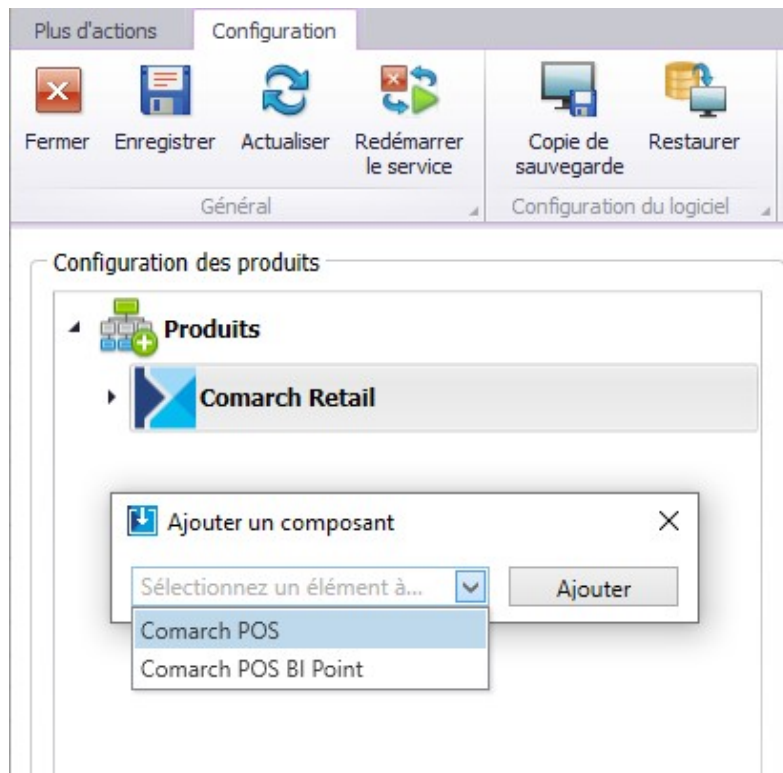 Plus d'actions Configuration
Fermer Enregistrer Actualiser Redémarrer le service Copie de sauvegarde Restaurer
Général Configuration du logiciel
Configuration des produits
Produits
Comarch Retail
Ajouter un composant
Sélectionnez un élément à... Ajouter
Comarch POS
Comarch POS BI Point